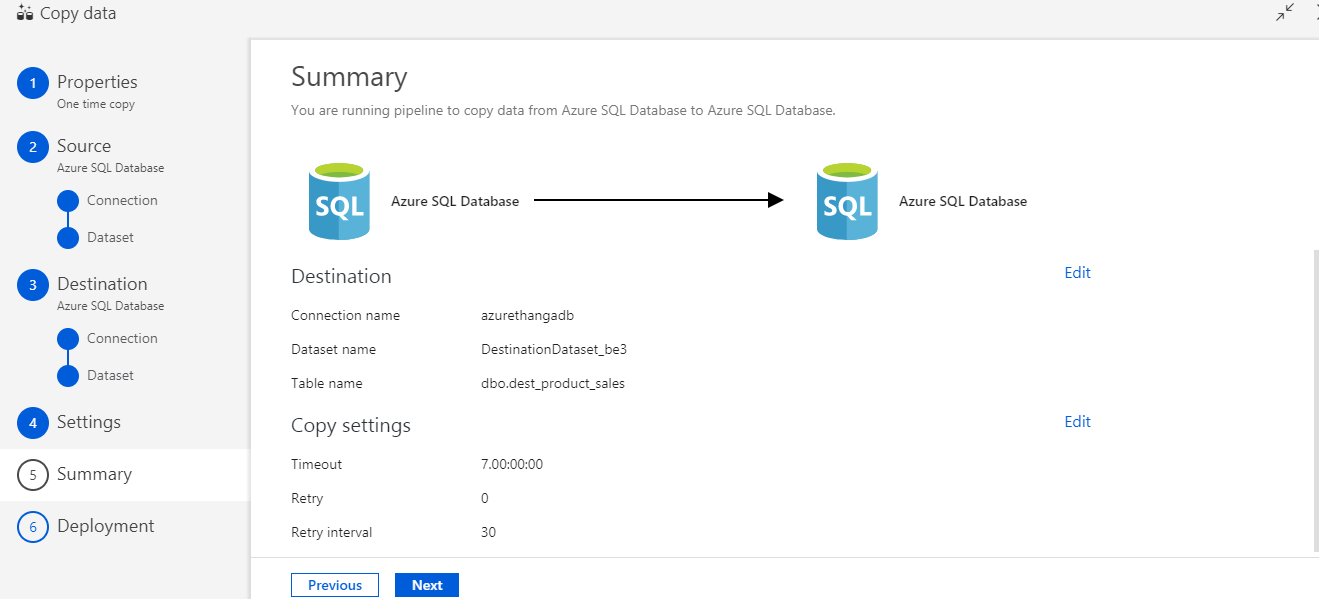 Copy data
1 Properties
One time copy
2 Source
Azure SQL Database
Connection
Dataset
3 Destination
Azure SQL Database
Connection
Dataset
4 Settings
5 Summary
6 Deployment
Summary
You are running pipeline to copy data from Azure SQL Database to Azure SQL Database.
SQL Azure SQL Database SQL Azure SQL Database
Destination Edit
Connection name azurethangadb
Dataset name DestinationDataset_be3
Table name dbo.dest_product_sales
Copy settings Edit
Timeout 7.00:00:00
Retry 0
Retry interval 30
Previous Next